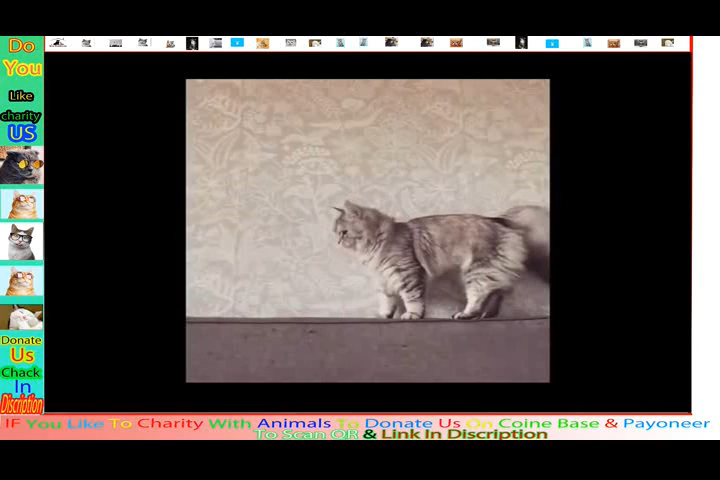 Do
You
Like
charity
US
Donate
Us
Chack
In
Discription
IF You Like To Charity With Animals To Donate Us On Coine Base & Payoneer
To Scan QR & Link In Discription